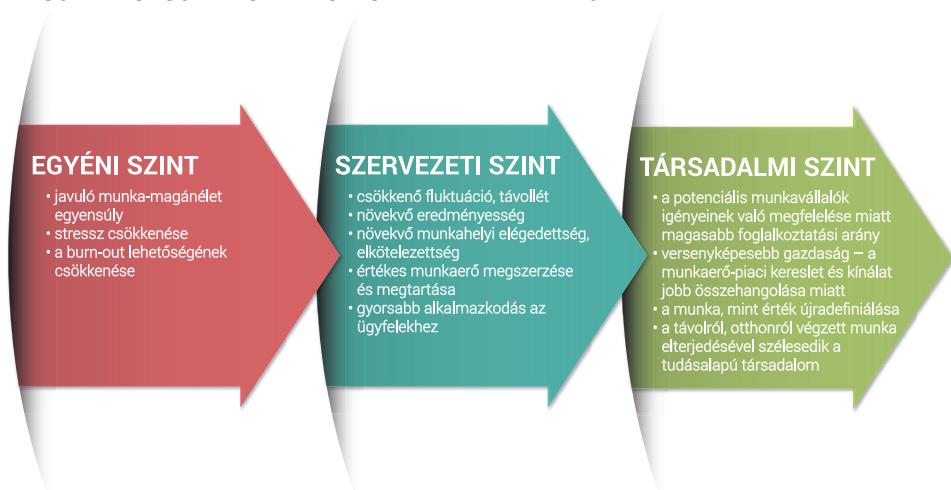 EGYÉNI SZINT
• javuló munka-magánélet
egyensúly
• stressz csökkenése
• a burn-out lehetőségének
csökkenése
SZERVEZETI SZINT
• csökkenő fluktuáció, távollét
• növekvő eredményesség
• növekvő munkahelyi elégedettség,
elkötelezettség
• értékes munkaerő megszerzése
és megtartása
• gyorsabb alkalmazkodás az
ügyfelekhez
TÁRSADALMI SZINT
• a potenciális munkavállalók
igényeinek való megfelelése miatt
magasabb foglalkoztatási arány
• versenyképesebb gazdaság – a
munkaerő-piaci kereslet és kínálat
jobb összehangolása miatt
• a munka, mint érték újradefiniálása
• a távolról, otthonról végzett munka
elterjedésével szélesedik a
tudásalapú társadalom